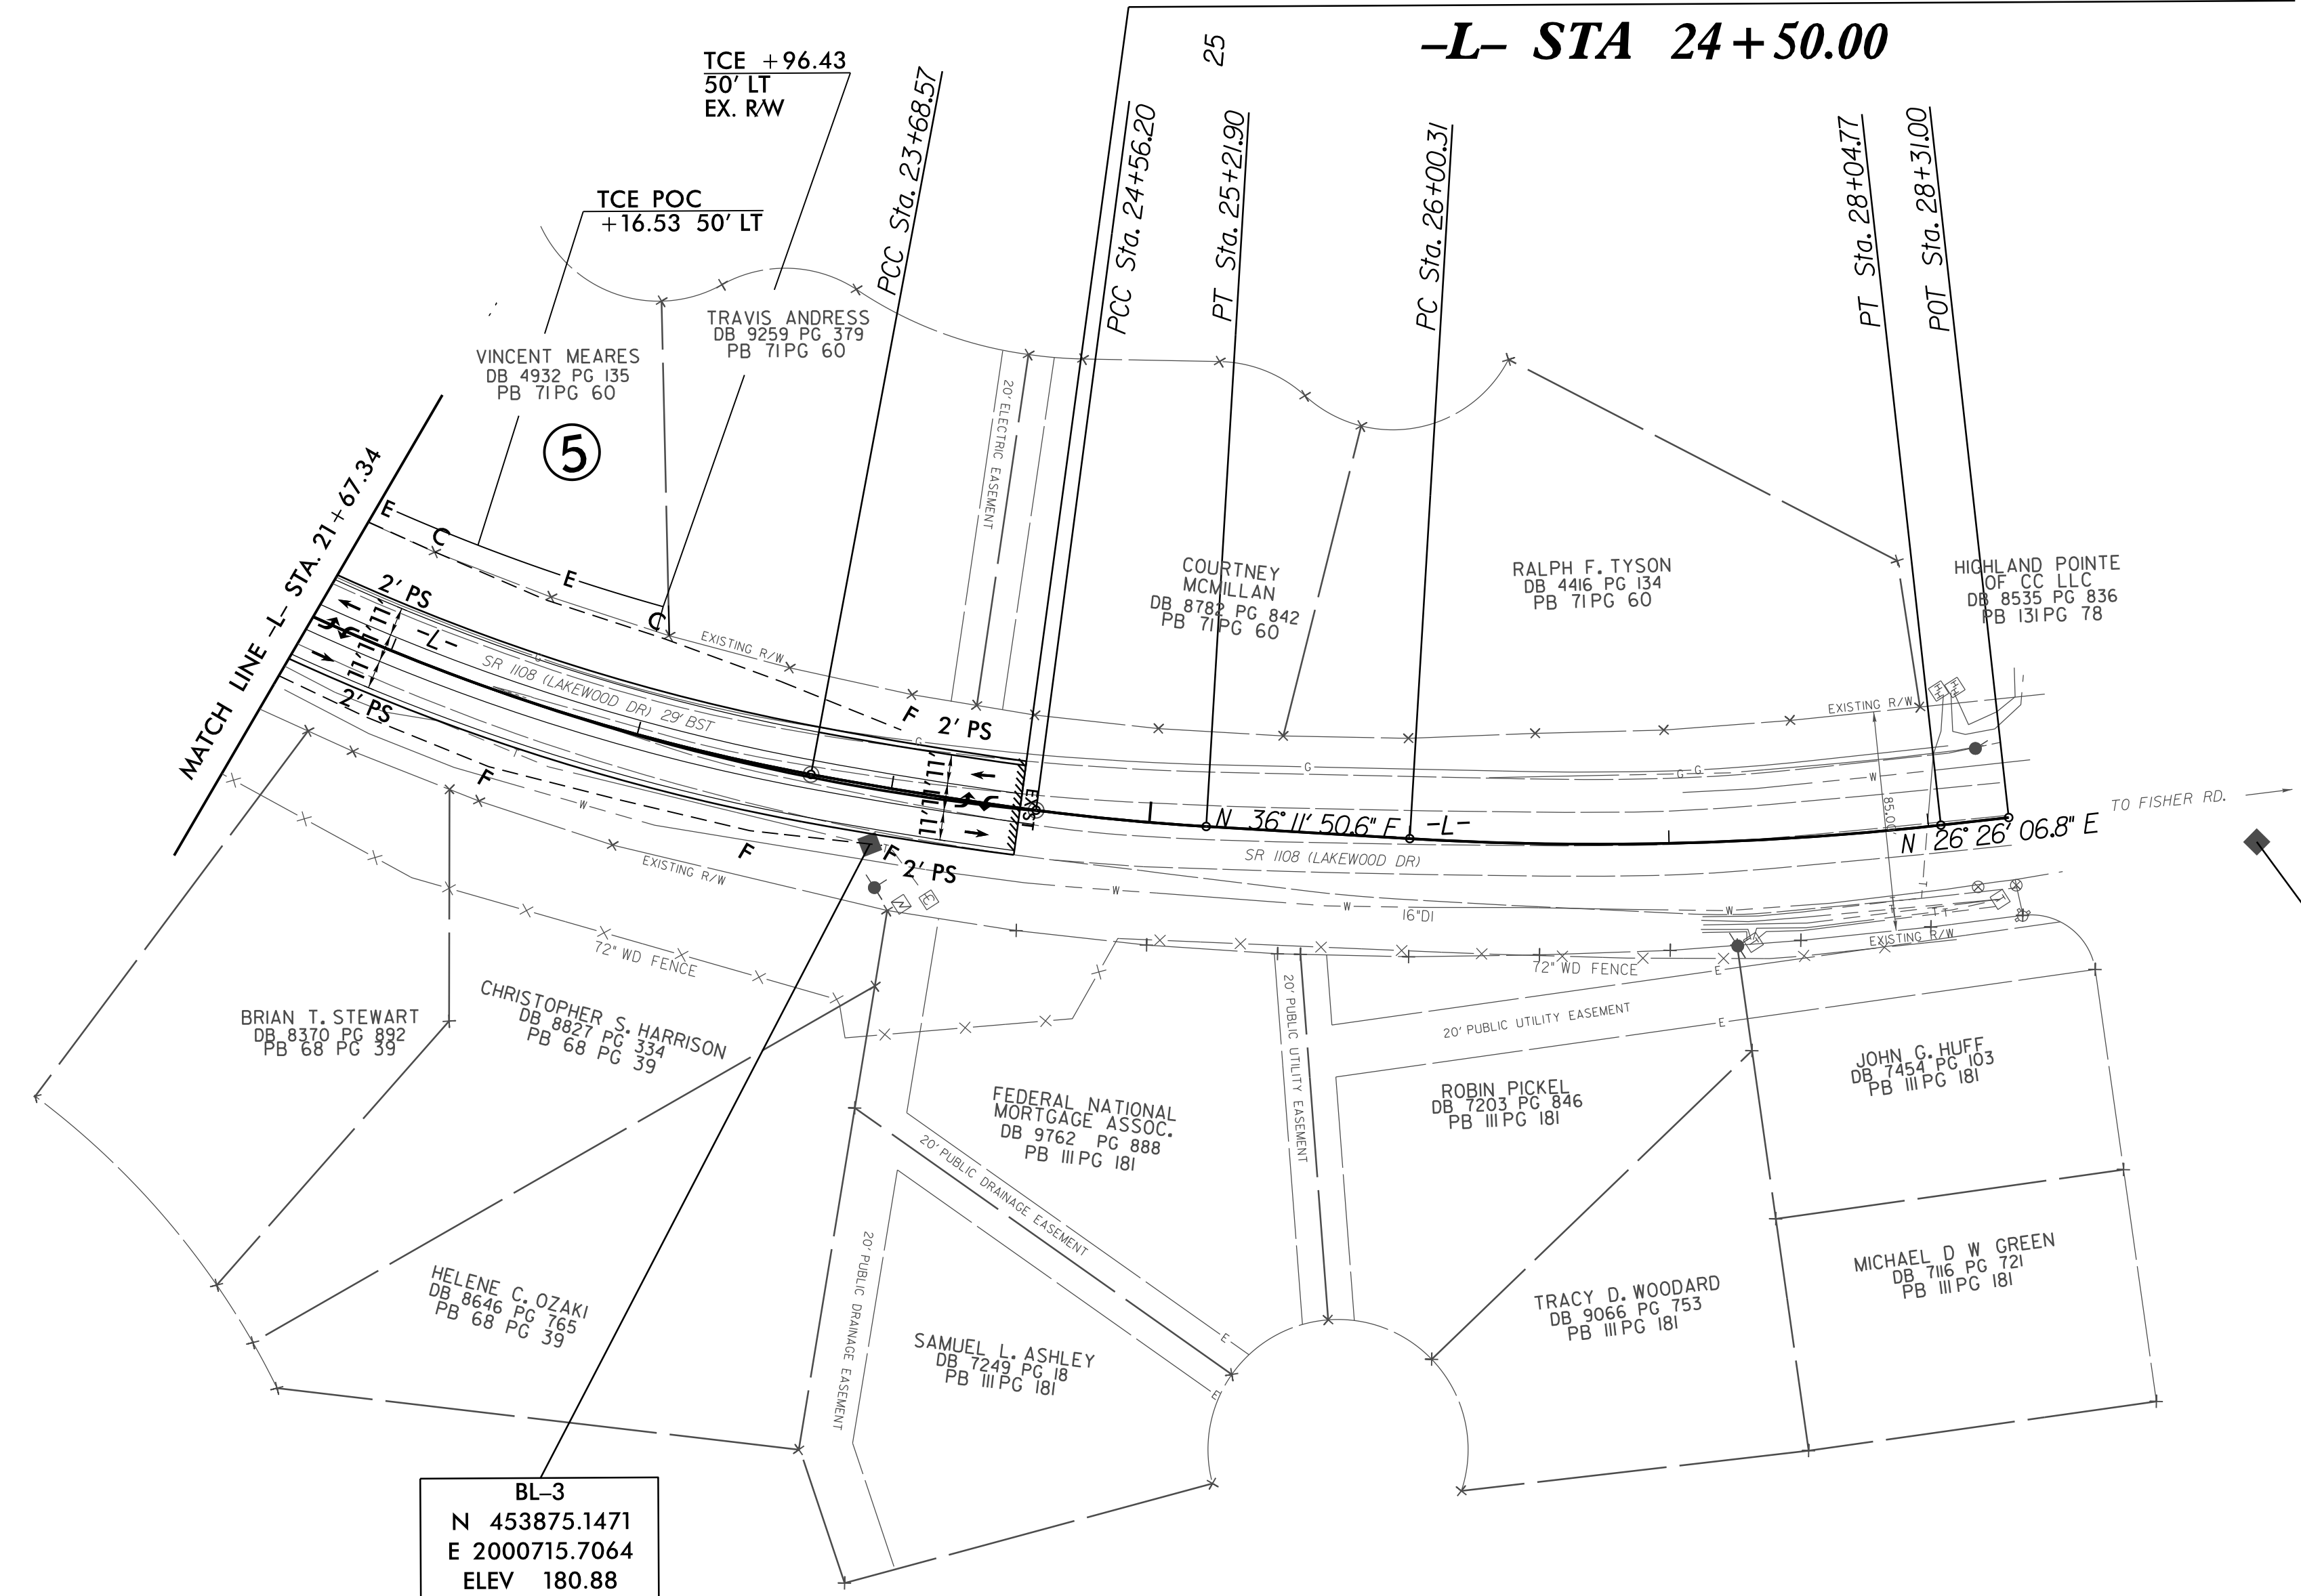 -L- STA 24+50.00
TCE +96.43
50' LT
EX. R/W
TCE POC
+16.53 50' LT
PCC Sta. 23+68.57
PCC Sta. 24+56.20
25
PT Sta. 25+21.90
PC Sta. 26+00.31
PT Sta. 28+04.77
POT Sta. 28+31.00
VINCENT MEARES
DB 4932 PG 135
PB 71 PG 60
5
TRAVIS ANDRESS
DB 9259 PG 379
PB 71 PG 60
20' ELECTRIC EASEMENT
COURTNEY
MCMILLAN
DB 8782 PG 842
PB 71 PG 60
RALPH F. TYSON
DB 4416 PG 134
PB 71 PG 60
HIGHLAND POINTE
OF CC LLC
DB 8535 PG 836
PB 131 PG 78
MATCH LINE -L- STA. 21+67.34
E
C
E
C
2' PS
11'
11'
11'
-L-
2' PS
SR 1108 (LAKEWOOD DR) 29' BST
EXISTING R/W
F
2' PS
11'
11'
11'
EXIST
F
F
F
2' PS
G
G
G
G
G
W
W
W
W
W
N 36° 11' 50.6" E
-L-
SR 1108 (LAKEWOOD DR)
16" DI
EXISTING R/W
85.00'
N 26° 26' 06.8" E
TO FISHER RD.
T
T
T
T
EXISTING R/W
EXISTING R/W
72" WD FENCE
72" WD FENCE
E
E
20' PUBLIC UTILITY EASEMENT
20' PUBLIC UTILITY EASEMENT
BRIAN T. STEWART
DB 8370 PG 892
PB 68 PG 39
CHRISTOPHER S. HARRISON
DB 8827 PG 334
PB 68 PG 39
FEDERAL NATIONAL
MORTGAGE ASSOC.
DB 9762 PG 888
PB 111 PG 181
ROBIN PICKEL
DB 7203 PG 846
PB 111 PG 181
JOHN G. HUFF
DB 7454 PG 103
PB 111 PG 181
20' PUBLIC DRAINAGE EASEMENT
20' PUBLIC DRAINAGE EASEMENT
E
E
HELENE C. OZAKI
DB 8646 PG 765
PB 68 PG 39
SAMUEL L. ASHLEY
DB 7249 PG 18
PB 111 PG 181
TRACY D. WOODARD
DB 9066 PG 753
PB 111 PG 181
MICHAEL D W GREEN
DB 7116 PG 721
PB 111 PG 181
BL-3
N 453875.1471
E 2000715.7064
ELEV 180.88